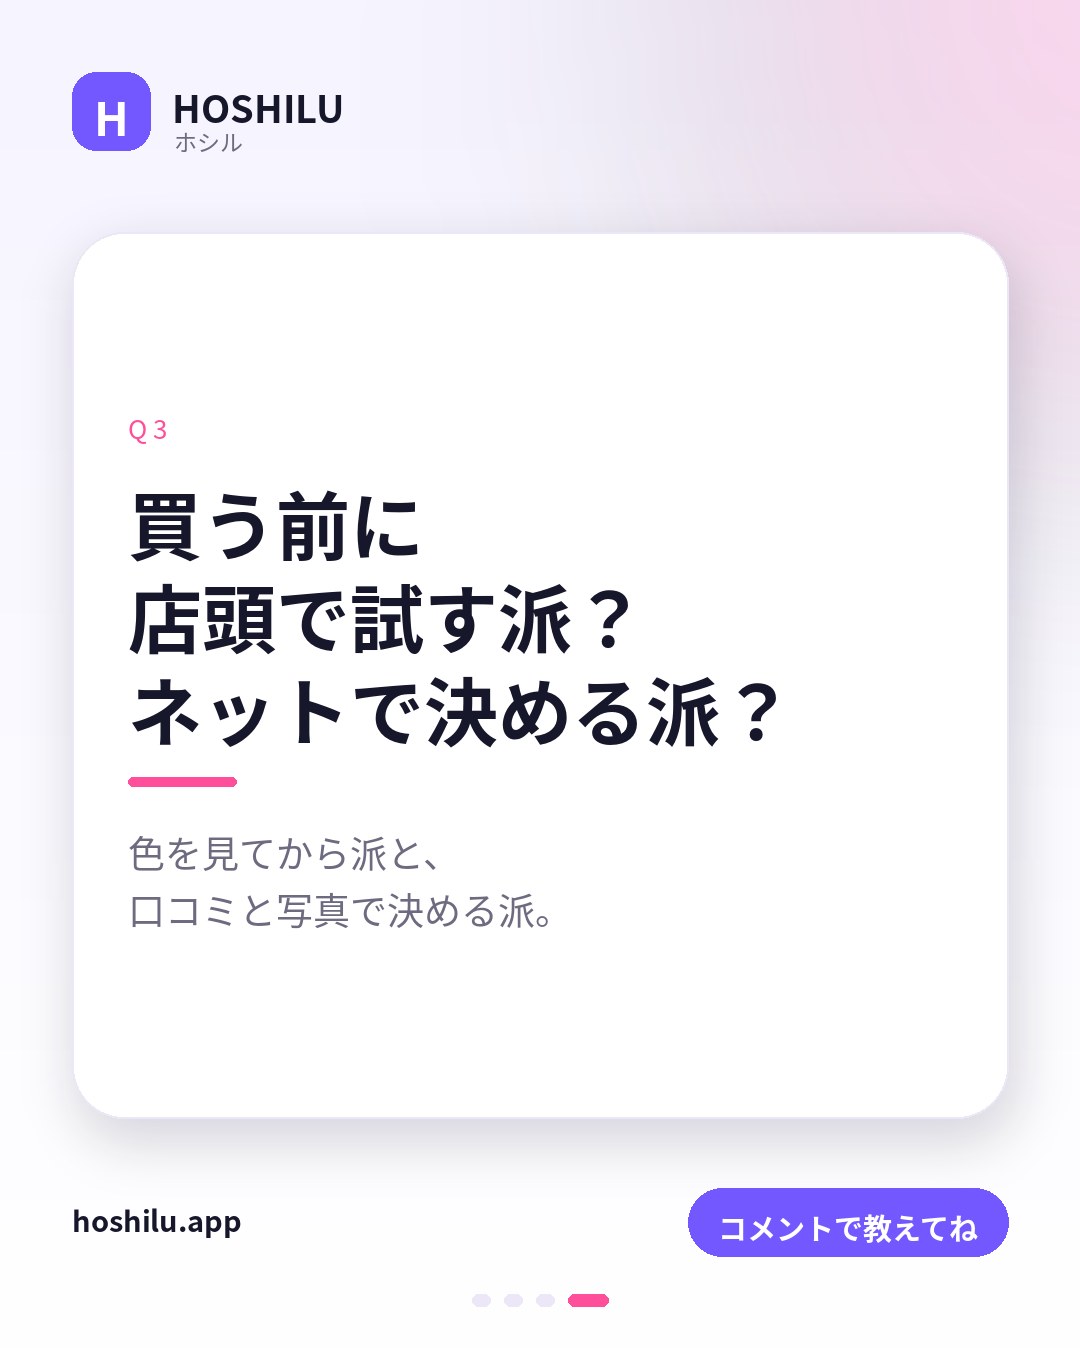 H
HOSHILU
ホシル
Q3
買う前に
店頭で試す派？
ネットで決める派？
色を見てから派と、
口コミと写真で決める派。
hoshilu.app
コメントで教えてね